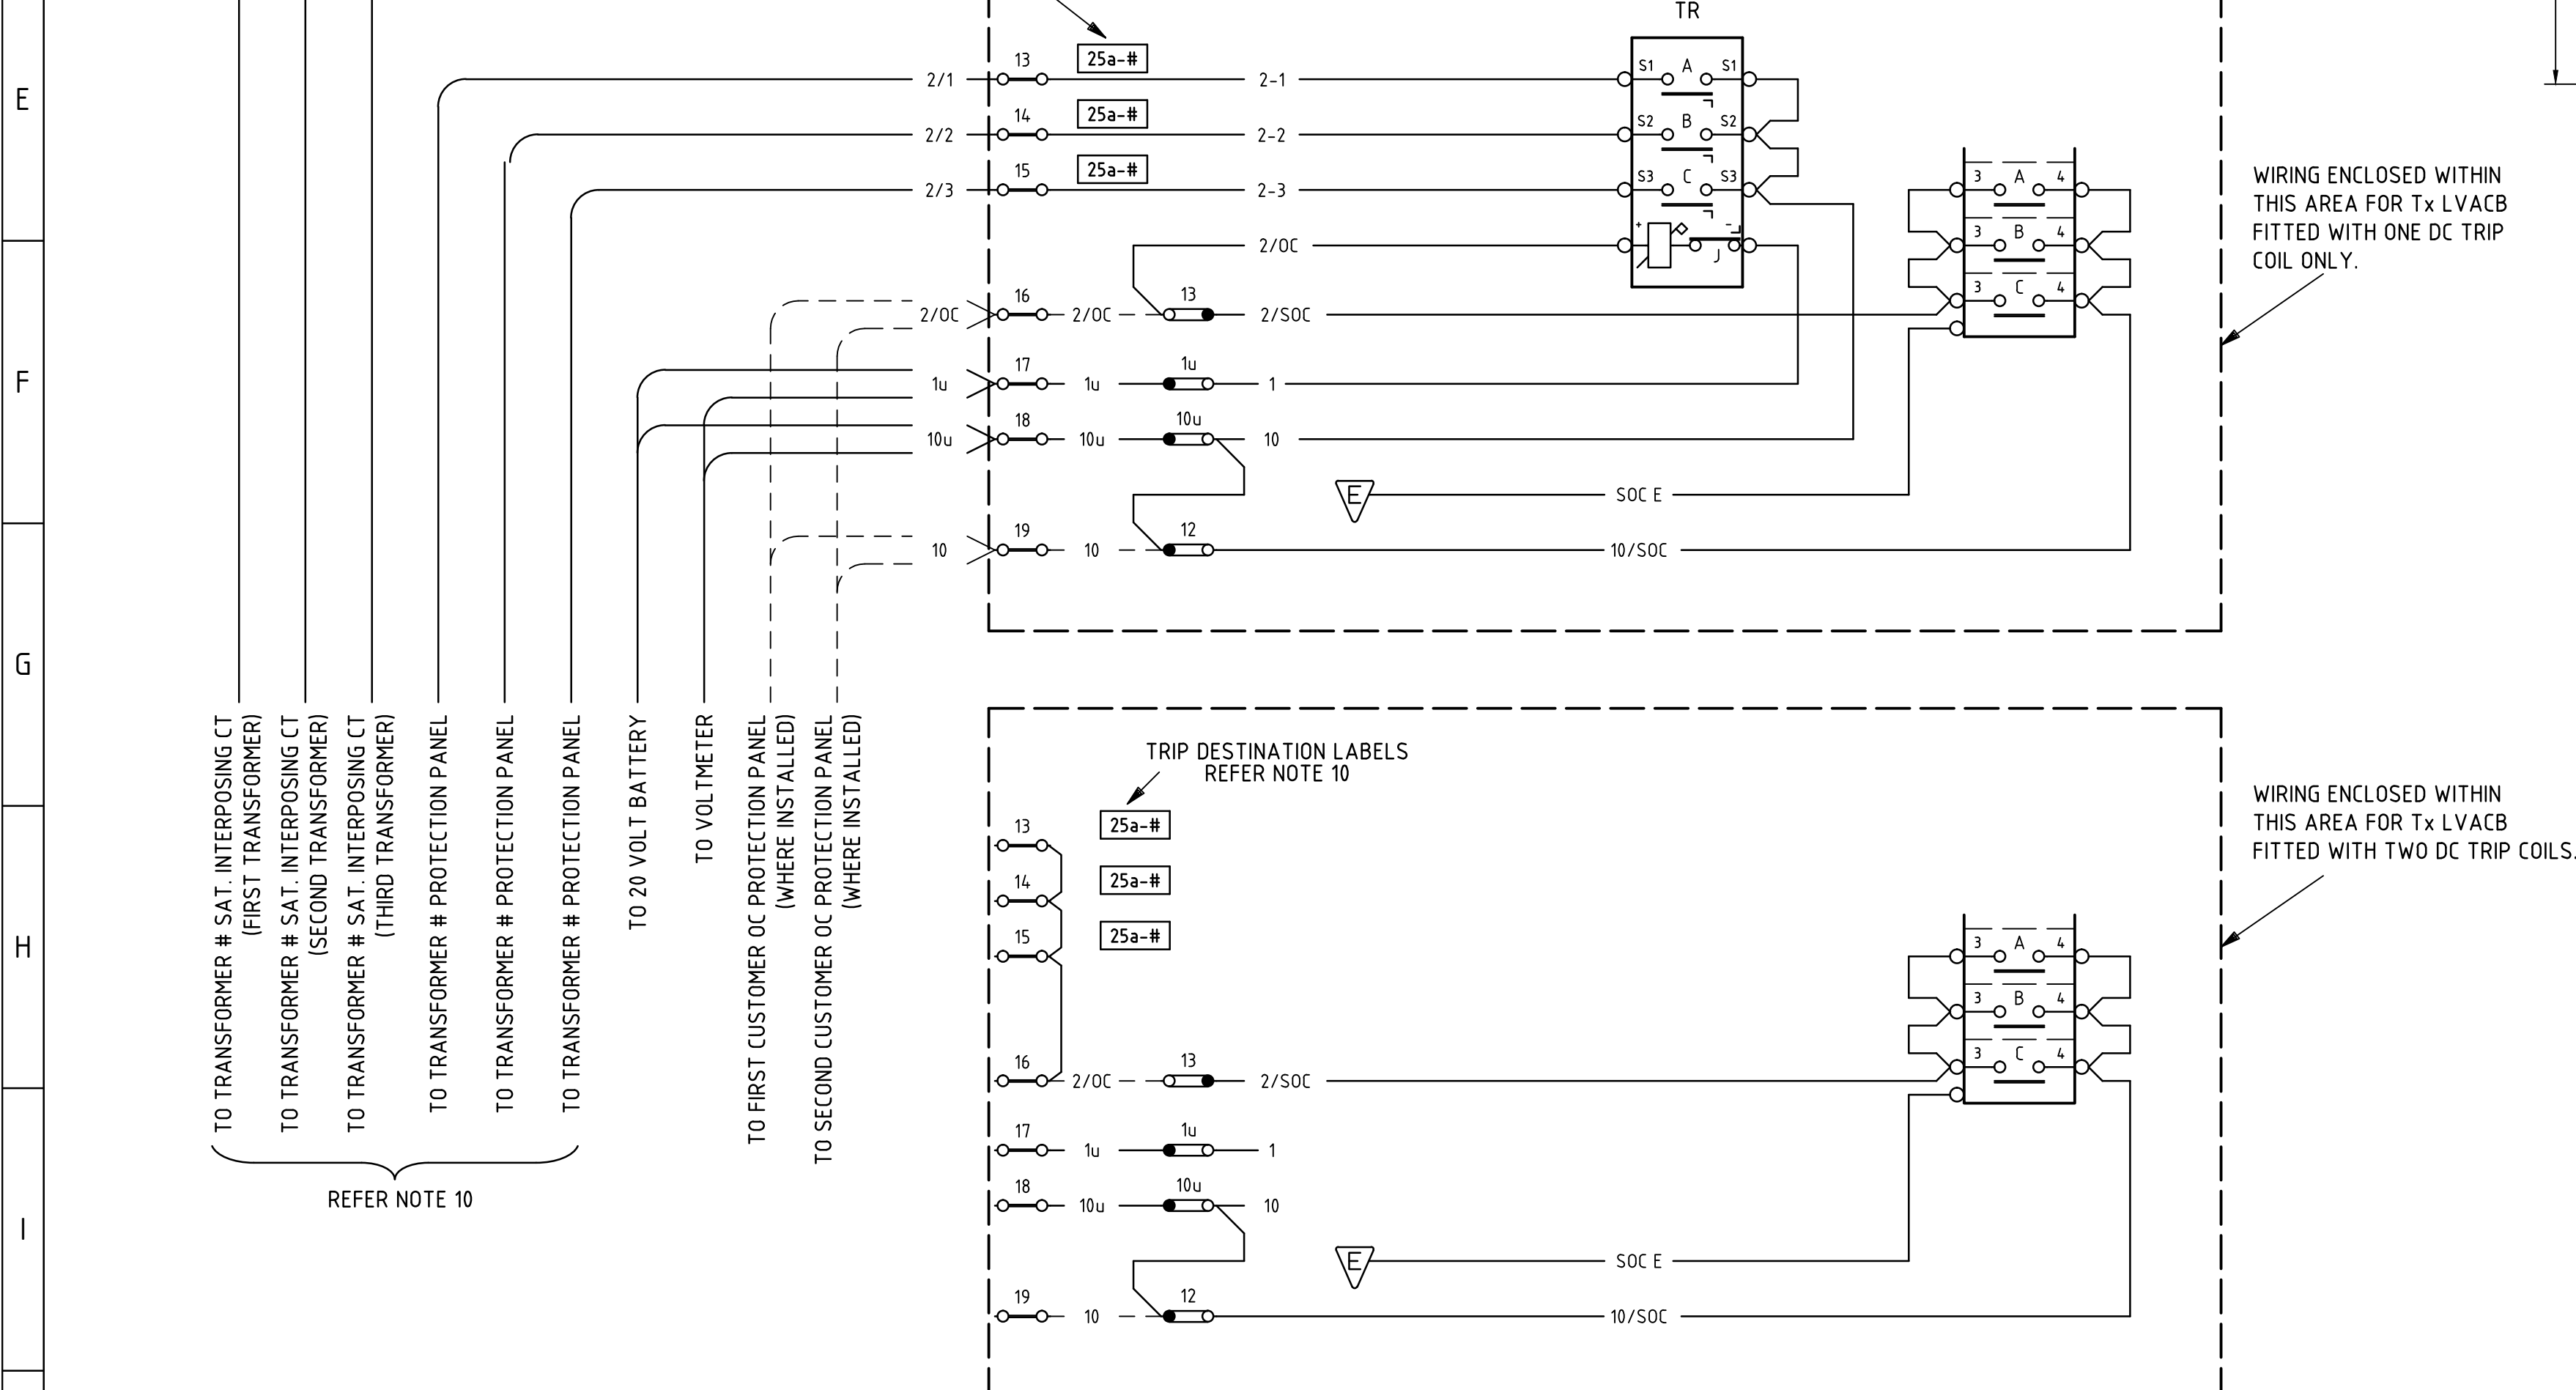 TR
E
13
25a-#
2/1
2-1
S1
A
S1
14
25a-#
2/2
2-2
S2
B
S2
15
25a-#
2/3
2-3
S3
C
S3
3
A
4
3
B
4
3
C
4
WIRING ENCLOSED WITHIN
THIS AREA FOR Tx LVACB
FITTED WITH ONE DC TRIP
COIL ONLY.
2/OC
+
-
J
F
16
2/OC
2/OC
13
2/SOC
17
1u
1u
1u
1
18
10u
10u
10u
10
E
SOC E
19
10
10
12
10/SOC
G
TO TRANSFORMER # SAT. INTERPOSING CT
(FIRST TRANSFORMER)
TO TRANSFORMER # SAT. INTERPOSING CT
(SECOND TRANSFORMER)
TO TRANSFORMER # SAT. INTERPOSING CT
(THIRD TRANSFORMER)
TO TRANSFORMER # PROTECTION PANEL
TO TRANSFORMER # PROTECTION PANEL
TO TRANSFORMER # PROTECTION PANEL
TO 20 VOLT BATTERY
TO VOLTMETER
TO FIRST CUSTOMER OC PROTECTION PANEL
(WHERE INSTALLED)
TO SECOND CUSTOMER OC PROTECTION PANEL
(WHERE INSTALLED)
REFER NOTE 10
TRIP DESTINATION LABELS
REFER NOTE 10
WIRING ENCLOSED WITHIN
THIS AREA FOR Tx LVACB
FITTED WITH TWO DC TRIP COILS.
H
13
25a-#
14
25a-#
15
25a-#
3
A
4
3
B
4
3
C
4
16
2/OC
13
2/SOC
I
17
1u
1u
1
18
10u
10u
10
E
SOC E
19
10
12
10/SOC